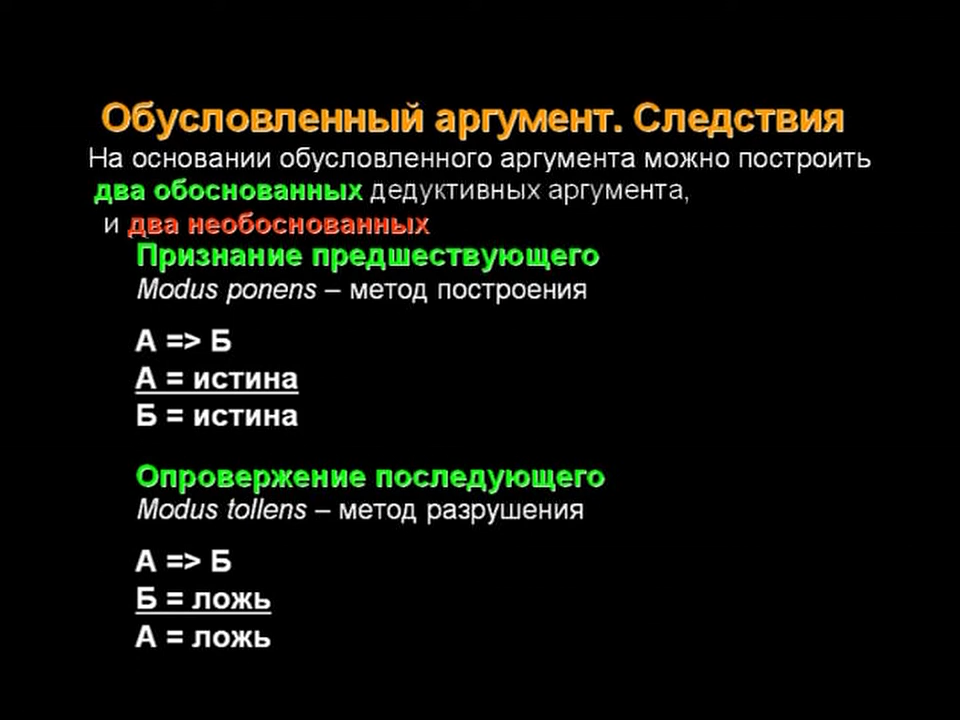 Обусловленный аргумент. Следствия
На основании обусловленного аргумента можно построить
два обоснованных дедуктивных аргумента,
и два необоснованных
Признание предшествующего
Modus ponens – метод построения
А => Б
А = истина
Б = истина
Опровержение последующего
Modus tollens – метод разрушения
А => Б
Б = ложь
А = ложь